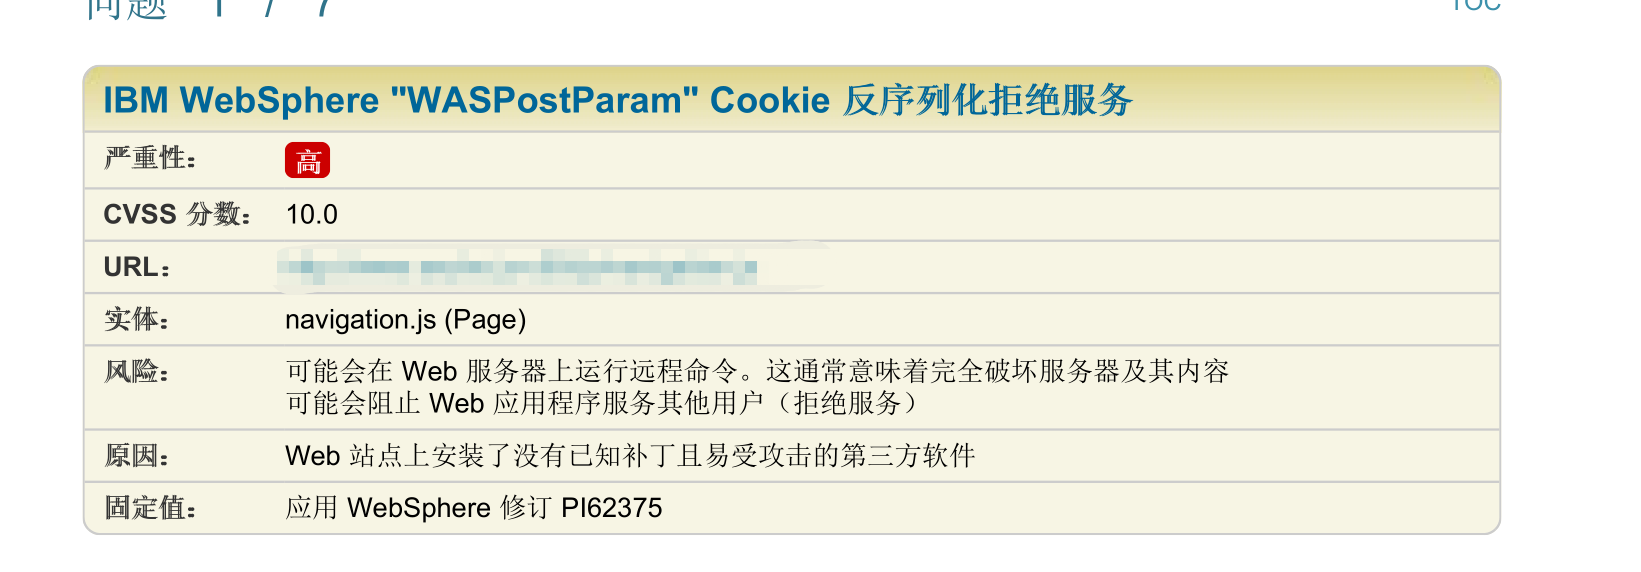 问题 1 / 7
TOC
IBM WebSphere "WASPostParam" Cookie 反序列化拒绝服务
严重性： 高
CVSS 分数： 10.0
URL：
实体： navigation.js (Page)
风险： 可能会在 Web 服务器上运行远程命令。这通常意味着完全破坏服务器及其内容
可能会阻止 Web 应用程序服务其他用户（拒绝服务）
原因： Web 站点上安装了没有已知补丁且易受攻击的第三方软件
固定值： 应用 WebSphere 修订 PI62375